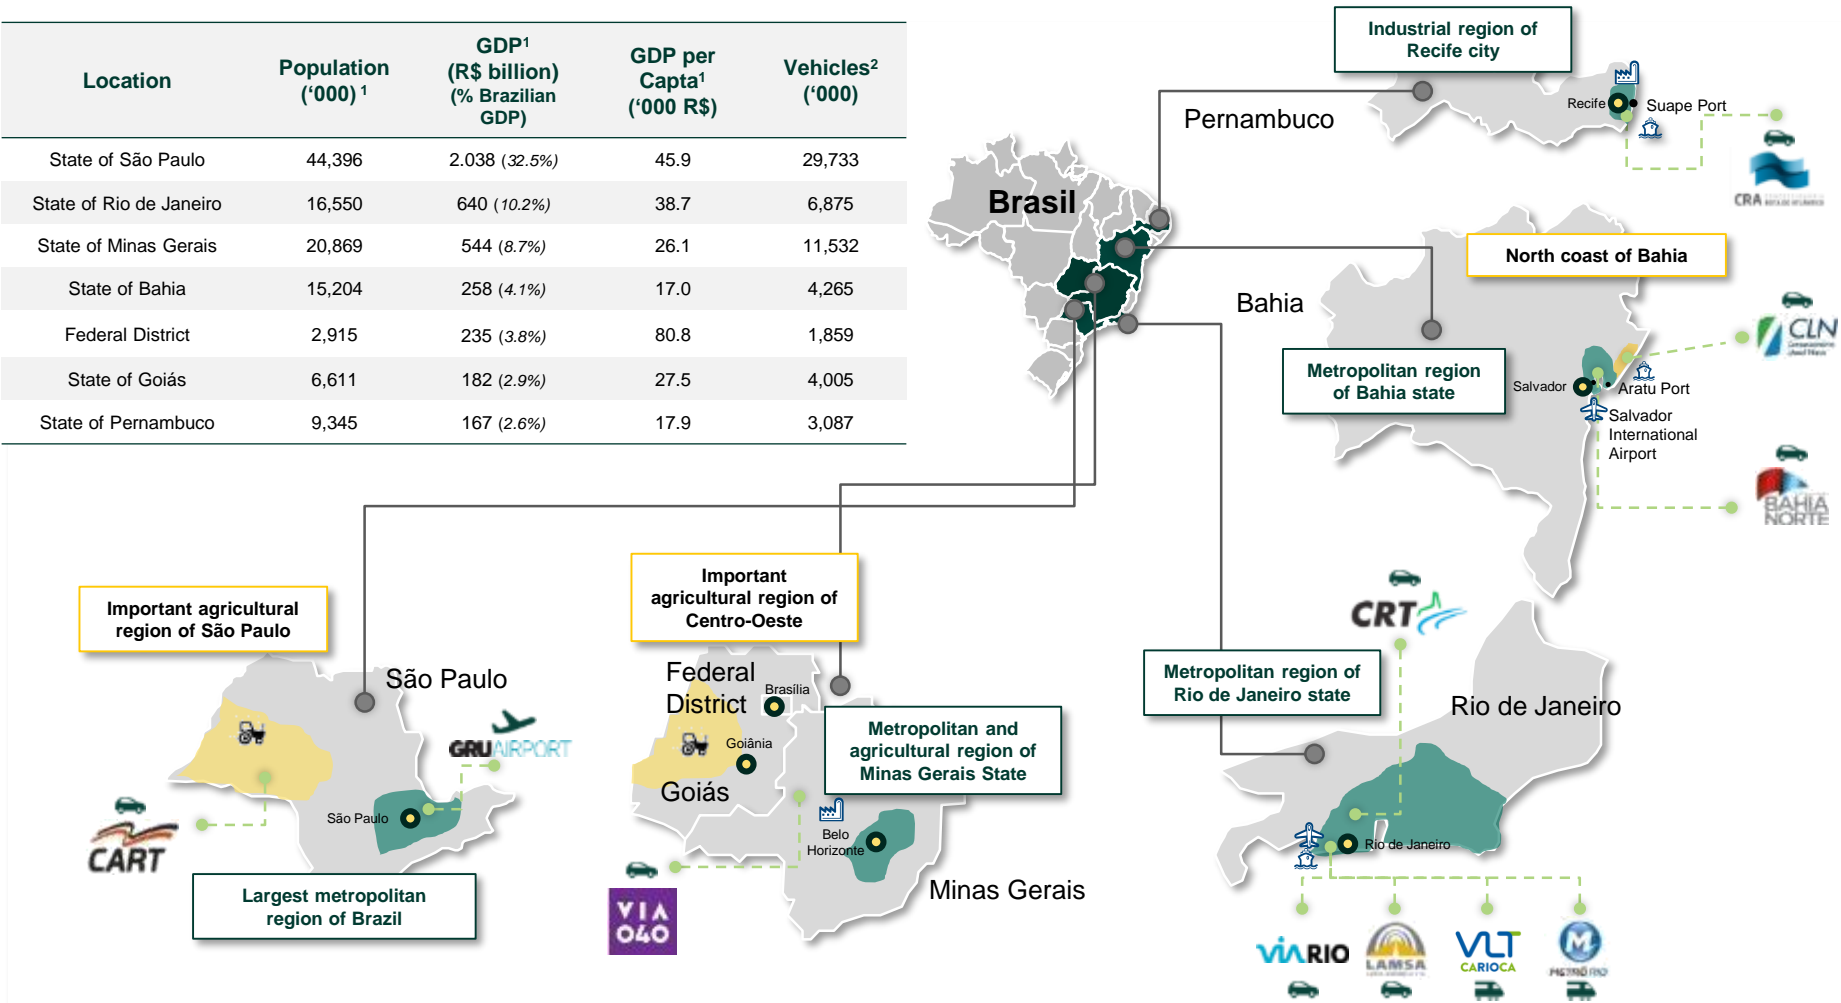 Location
Population
(‘000) 1
GDP1
(R$ billion)
(% Brazilian
GDP)
GDP per
Capta1
(‘000 R$)
Vehicles2
(‘000)
State of São Paulo 44,396 2.038 (32.5%) 45.9 29,733
State of Rio de Janeiro 16,550 640 (10.2%) 38.7 6,875
State of Minas Gerais 20,869 544 (8.7%) 26.1 11,532
State of Bahia 15,204 258 (4.1%) 17.0 4,265
Federal District 2,915 235 (3.8%) 80.8 1,859
State of Goiás 6,611 182 (2.9%) 27.5 4,005
State of Pernambuco 9,345 167 (2.6%) 17.9 3,087
Brasil
Industrial region of
Recife city
Pernambuco
Recife
Suape Port
CRA
North coast of Bahia
Bahia
CLN
Metropolitan region
of Bahia state
Salvador
Aratu Port
Salvador
International
Airport
BAHIA
NORTE
Important agricultural
region of São Paulo
São Paulo
GRUAIRPORT
São Paulo
CART
Largest metropolitan
region of Brazil
Important
agricultural region of
Centro-Oeste
Federal
District
Brasília
Goiânia
Goiás
Metropolitan and
agricultural region of
Minas Gerais State
Belo
Horizonte
Minas Gerais
VIA
040
CRT
Metropolitan region of
Rio de Janeiro state
Rio de Janeiro
Rio de Janeiro
VIARIO
LAMSA
VLT
CARIOCA
METRÔ RIO